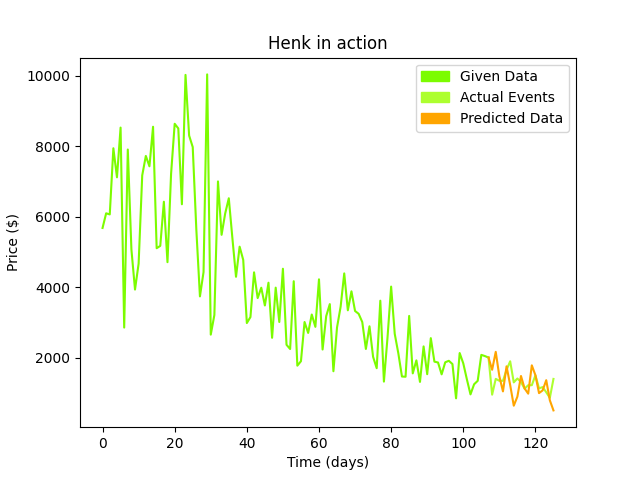 Henk in action
Given Data
Actual Events
Predicted Data
Price ($)
10000
8000
6000
4000
2000
0
20
40
60
80
100
120
Time (days)